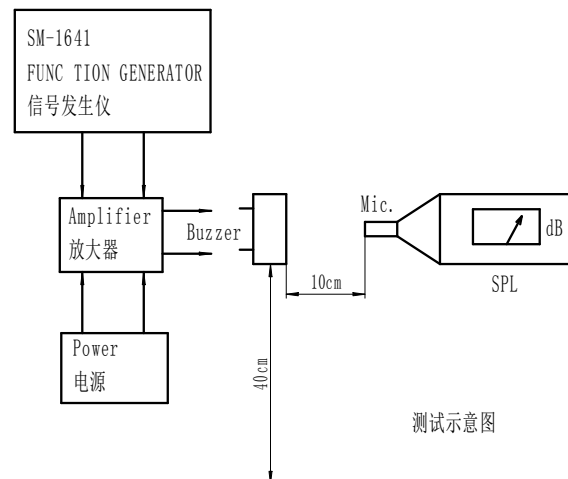 SM-1641
FUNC TION GENERATOR
信号发生仪
Amplifier
放大器
Buzzer
Mic.
dB
SPL
10cm
Power
电源
40cm
测试示意图